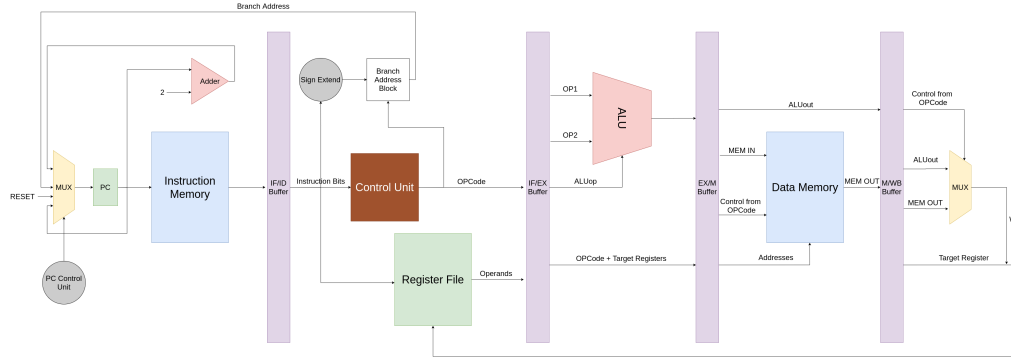 Branch Address
Adder
2
Sign Extend
Branch
Address
Block
OP1
OP2
ALU
ALUout
Control from
OPCode
MEM IN
ALUout
MUX
PC
RESET
Instruction
Memory
IF/ID
Buffer
Instruction Bits
Control Unit
OPCode
IF/EX
Buffer
ALUop
EX/M
Buffer
Data Memory
MEM OUT
M/WB
Buffer
MUX
MEM OUT
Control from
OPCode
PC Control
Unit
Register File
Operands
OPCode + Target Registers
Addresses
Target Register